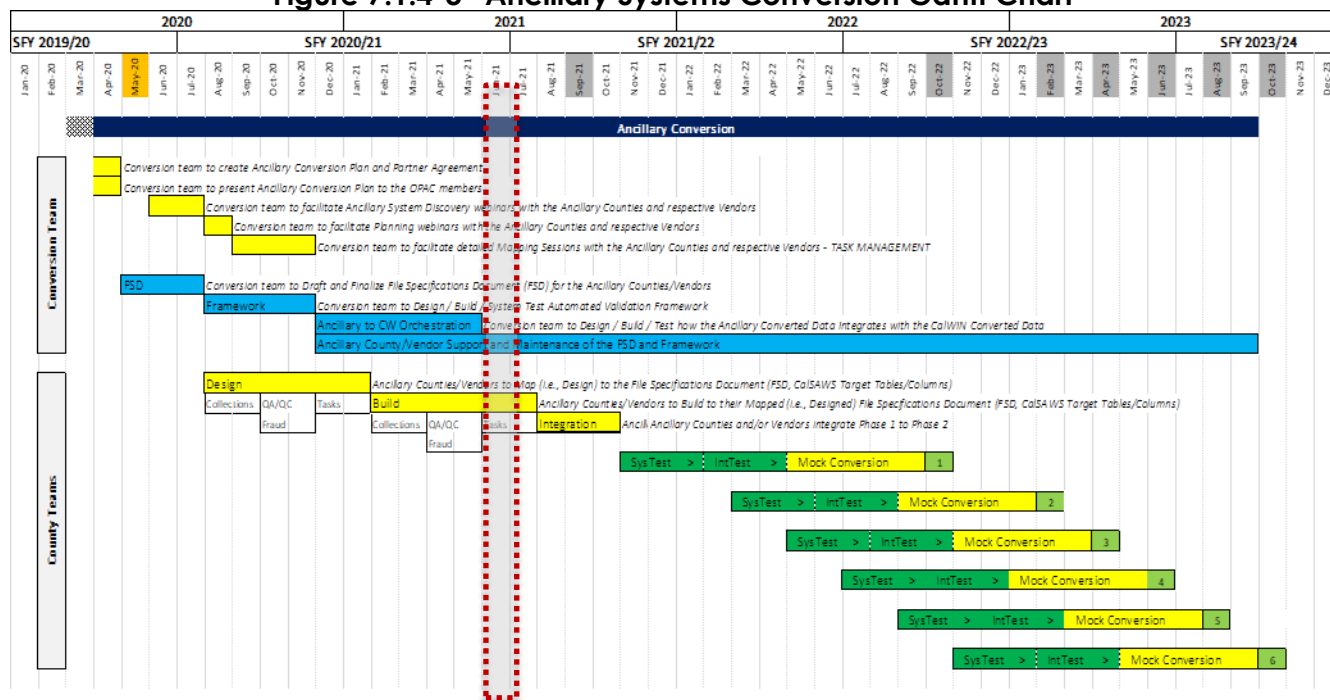 Figure 7.1.4-3 Ancillary Systems Conversion Gantt Chart
2020 2021 2022 2023
SFY 2019/20 SFY 2020/21 SFY 2021/22 SFY 2022/23 SFY 2023/24
Jan-20 Feb-20 Mar-20 Apr-20 May-20 Jun-20 Jul-20 Aug-20 Sep-20 Oct-20 Nov-20 Dec-20 Jan-21 Feb-21 Mar-21 Apr-21 May-21 Jun-21 Jul-21 Aug-21 Sep-21 Oct-21 Nov-21 Dec-21 Jan-22 Feb-22 Mar-22 Apr-22 May-22 Jun-22 Jul-22 Aug-22 Sep-22 Oct-22 Nov-22 Dec-22 Jan-23 Feb-23 Mar-23 Apr-23 May-23 Jun-23 Jul-23 Aug-23 Sep-23 Oct-23 Nov-23 Dec-23
Ancillary Conversion
Conversion Team
Conversion team to create Ancillary Conversion Plan and Partner Agreement
Conversion team to present Ancillary Conversion Plan to the OPAC members
Conversion team to facilitate Ancillary System Discovery webinars with the Ancillary Counties and respective Vendors
Conversion team to facilitate Planning webinars with the Ancillary Counties and respective Vendors
Conversion team to facilitate detailed Mapping Sessions with the Ancillary Counties and respective Vendors - TASK MANAGEMENT
FSD Conversion team to Draft and Finalize File Specifications Document (FSD) for the Ancillary Counties/Vendors
Framework Conversion team to Design / Build / System Test Automated Validation Framework
Ancillary to CW Orchestration Conversion team to Design / Build / Test how the Ancillary Converted Data Integrates with the CalWIN Converted Data
Ancillary County/Vendor Support and Maintenance of the FSD and Framework
County Teams
Design Ancillary Counties/Vendors to Map (i.e., Design) to the File Specifications Document (FSD, CalSAWS Target Tables/Columns)
Collections QA/QC Tasks Build Ancillary Counties/Vendors to Build to their Mapped (i.e., Designed) File Specifications Document (FSD, CalSAWS Target Tables/Columns)
Fraud Collections QA/QC Tasks Integration Ancili Ancillary Counties and/or Vendors Integrate Phase 1 to Phase 2
Fraud
SysTest > IntTest > Mock Conversion 1
SysTest > IntTest > Mock Conversion 2
SysTest > IntTest > Mock Conversion 3
SysTest > IntTest > Mock Conversion 4
SysTest > IntTest > Mock Conversion 5
SysTest > IntTest > Mock Conversion 6